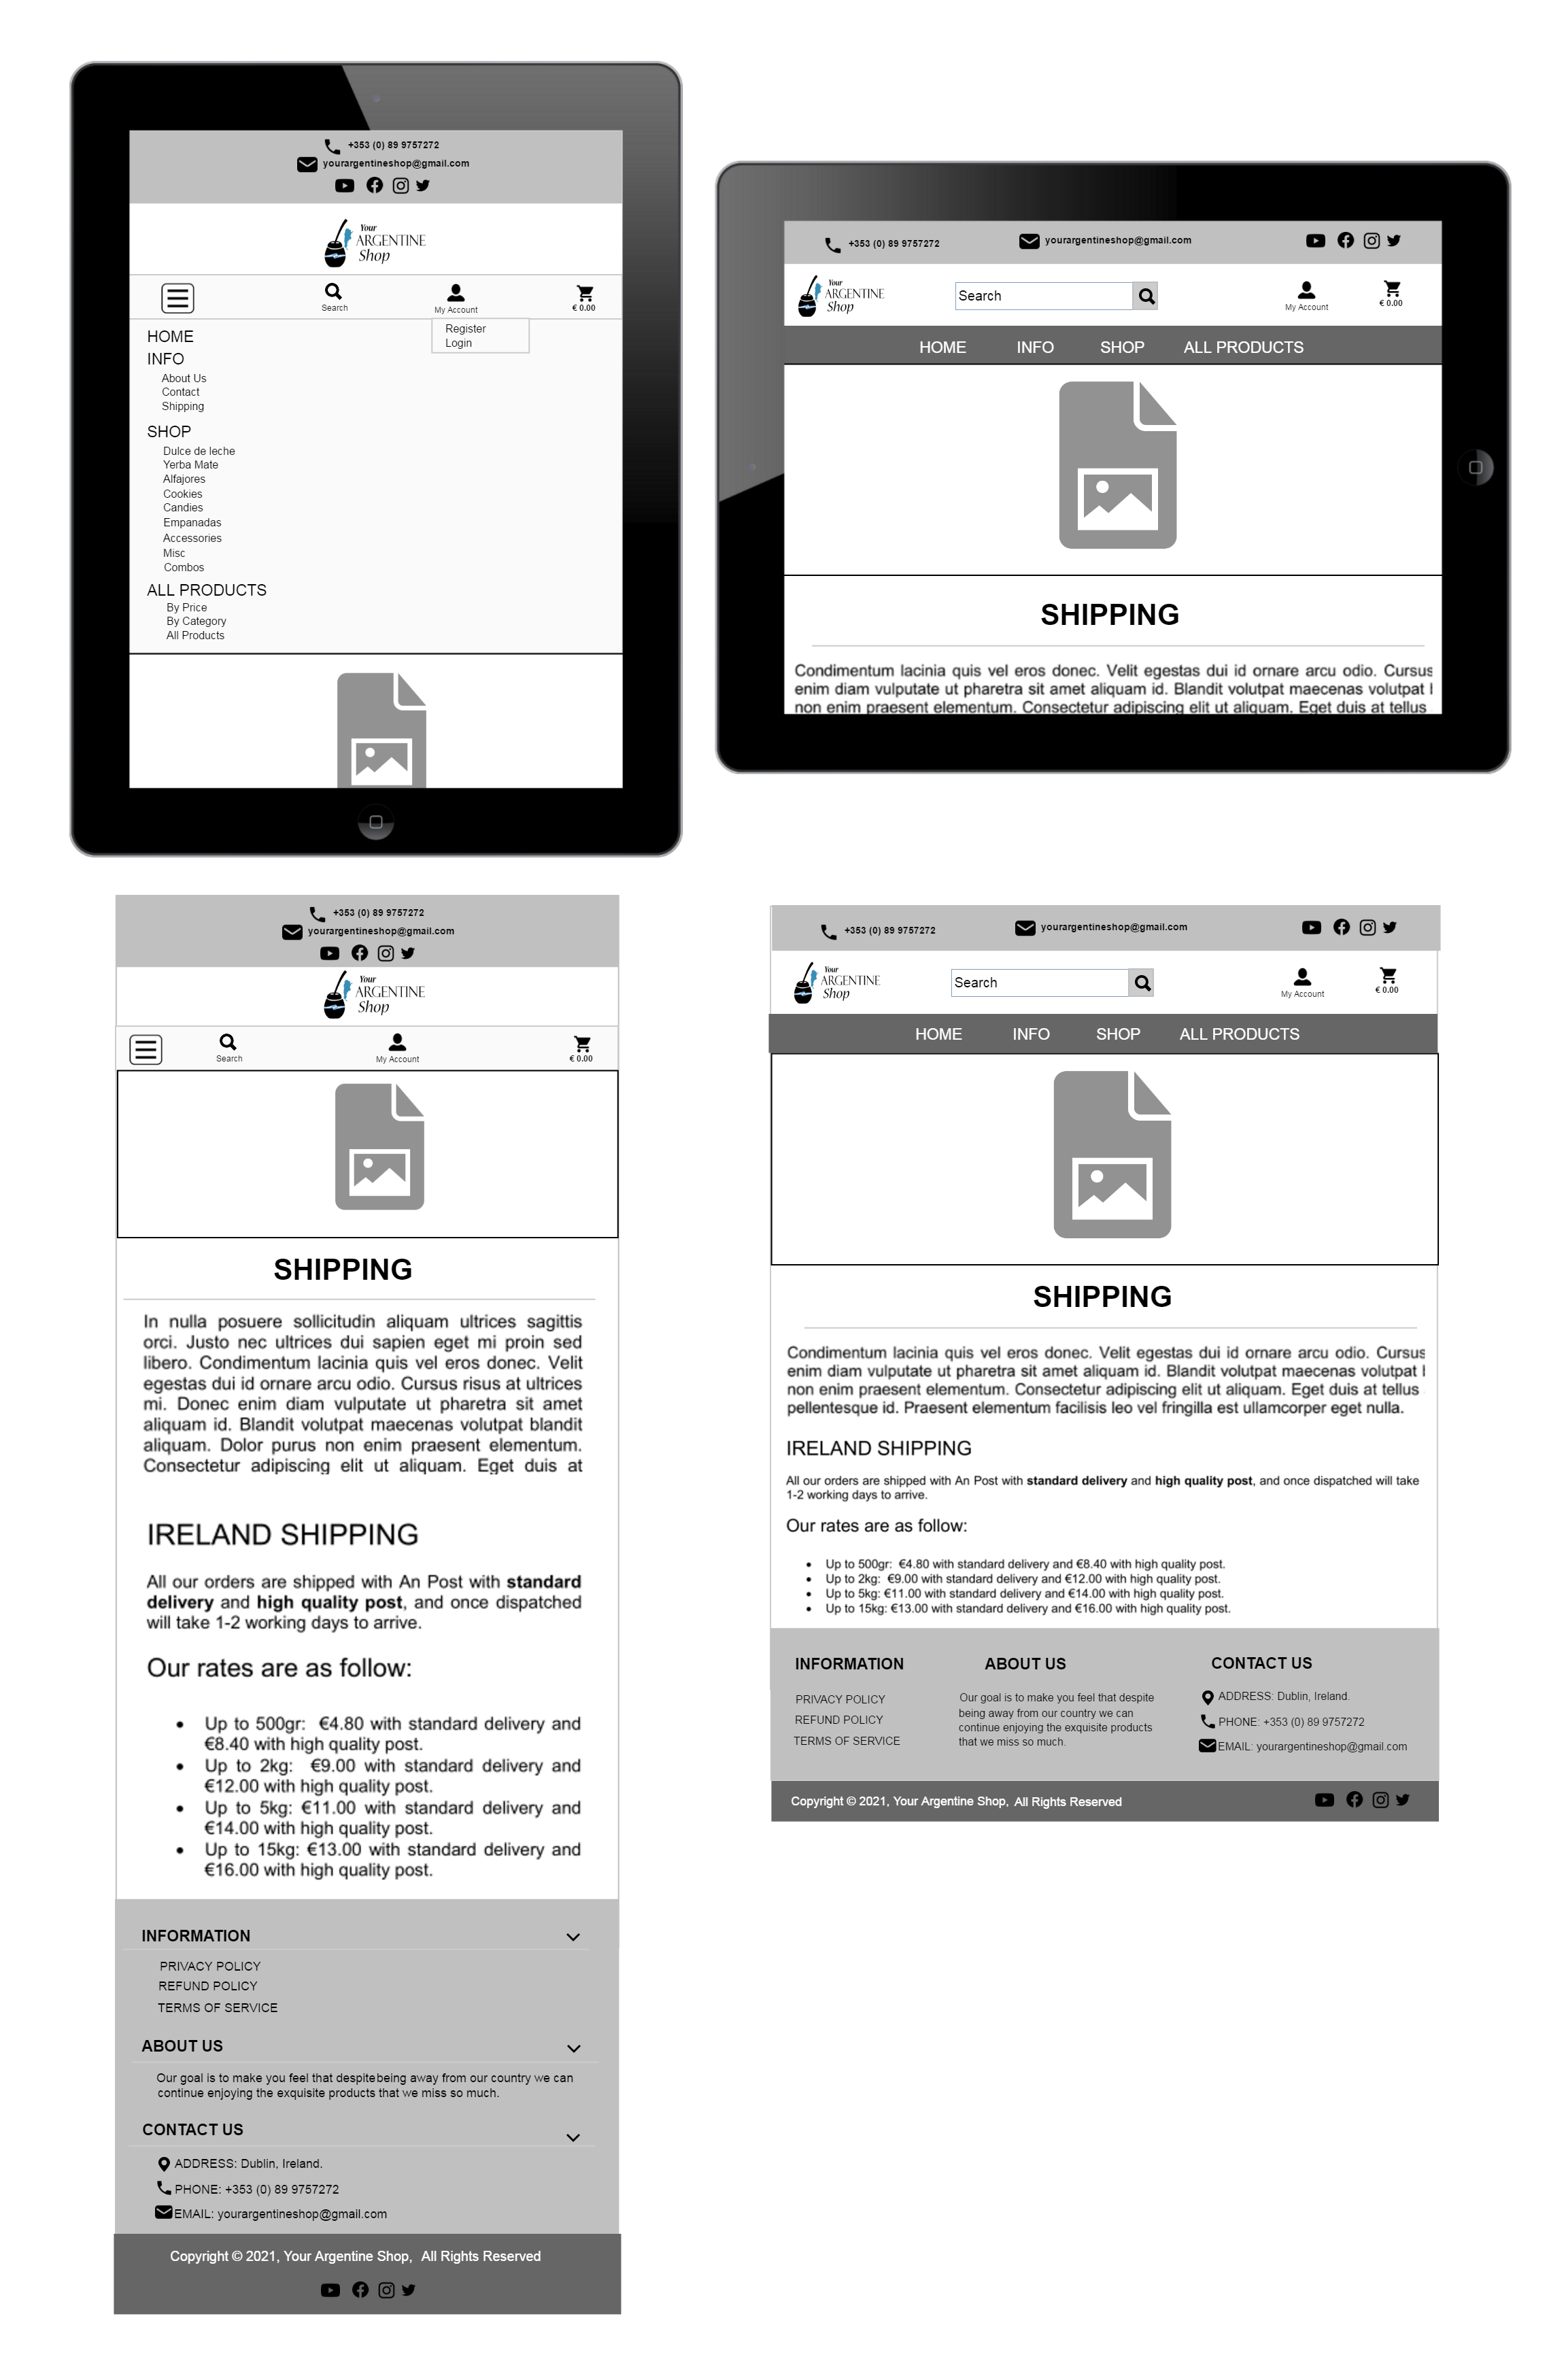 +353 (0) 89 9757272
yourargentineshop@gmail.com
Your
ARGENTINE
Shop
Search
My Account
€ 0.00
Register
Login
HOME
INFO
About Us
Contact
Shipping
SHOP
Dulce de leche
Yerba Mate
Alfajores
Cookies
Candies
Empanadas
Accessories
Misc
Combos
ALL PRODUCTS
By Price
By Category
All Products
+353 (0) 89 9757272
yourargentineshop@gmail.com
Your
ARGENTINE
Shop
Search
My Account
€ 0.00
HOME INFO SHOP ALL PRODUCTS
SHIPPING
Condimentum lacinia quis vel eros donec. Velit egestas dui id ornare arcu odio. Cursus
enim diam vulputate ut pharetra sit amet aliquam id. Blandit volutpat maecenas volutpat
non enim praesent elementum. Consectetur adipiscing elit ut aliquam. Eget duis at tellus
+353 (0) 89 9757272
yourargentineshop@gmail.com
Your
ARGENTINE
Shop
Search
My Account
€ 0.00
SHIPPING
In nulla posuere sollicitudin aliquam ultrices sagittis
orci. Justo nec ultrices dui sapien eget mi proin sed
libero. Condimentum lacinia quis vel eros donec. Velit
egestas dui id ornare arcu odio. Cursus risus at ultrices
mi. Donec enim diam vulputate ut pharetra sit amet
aliquam id. Blandit volutpat maecenas volutpat blandit
aliquam. Dolor purus non enim praesent elementum.
Consectetur adipiscing elit ut aliquam. Eget duis at
IRELAND SHIPPING
All our orders are shipped with An Post with standard
delivery and high quality post, and once dispatched
will take 1-2 working days to arrive.
Our rates are as follow:
• Up to 500gr: €4.80 with standard delivery and
€8.40 with high quality post.
• Up to 2kg: €9.00 with standard delivery and
€12.00 with high quality post.
• Up to 5kg: €11.00 with standard delivery and
€14.00 with high quality post.
• Up to 15kg: €13.00 with standard delivery and
€16.00 with high quality post.
INFORMATION
PRIVACY POLICY
REFUND POLICY
TERMS OF SERVICE
ABOUT US
Our goal is to make you feel that despitebeing away from our country we can
continue enjoying the exquisite products that we miss so much.
CONTACT US
ADDRESS: Dublin, Ireland.
PHONE: +353 (0) 89 9757272
EMAIL: yourargentineshop@gmail.com
Copyright © 2021, Your Argentine Shop, All Rights Reserved
+353 (0) 89 9757272
yourargentineshop@gmail.com
Your
ARGENTINE
Shop
Search
My Account
€ 0.00
HOME INFO SHOP ALL PRODUCTS
SHIPPING
Condimentum lacinia quis vel eros donec. Velit egestas dui id ornare arcu odio. Cursus
enim diam vulputate ut pharetra sit amet aliquam id. Blandit volutpat maecenas volutpat
non enim praesent elementum. Consectetur adipiscing elit ut aliquam. Eget duis at tellus
pellentesque id. Praesent elementum facilisis leo vel fringilla est ullamcorper eget nulla.
IRELAND SHIPPING
All our orders are shipped with An Post with standard delivery and high quality post, and once dispatched will take
1-2 working days to arrive.
Our rates are as follow:
• Up to 500gr: €4.80 with standard delivery and €8.40 with high quality post.
• Up to 2kg: €9.00 with standard delivery and €12.00 with high quality post.
• Up to 5kg: €11.00 with standard delivery and €14.00 with high quality post.
• Up to 15kg: €13.00 with standard delivery and €16.00 with high quality post.
INFORMATION
PRIVACY POLICY
REFUND POLICY
TERMS OF SERVICE
ABOUT US
Our goal is to make you feel that despite
being away from our country we can
continue enjoying the exquisite products
that we miss so much.
CONTACT US
ADDRESS: Dublin, Ireland.
PHONE: +353 (0) 89 9757272
EMAIL: yourargentineshop@gmail.com
Copyright © 2021, Your Argentine Shop, All Rights Reserved